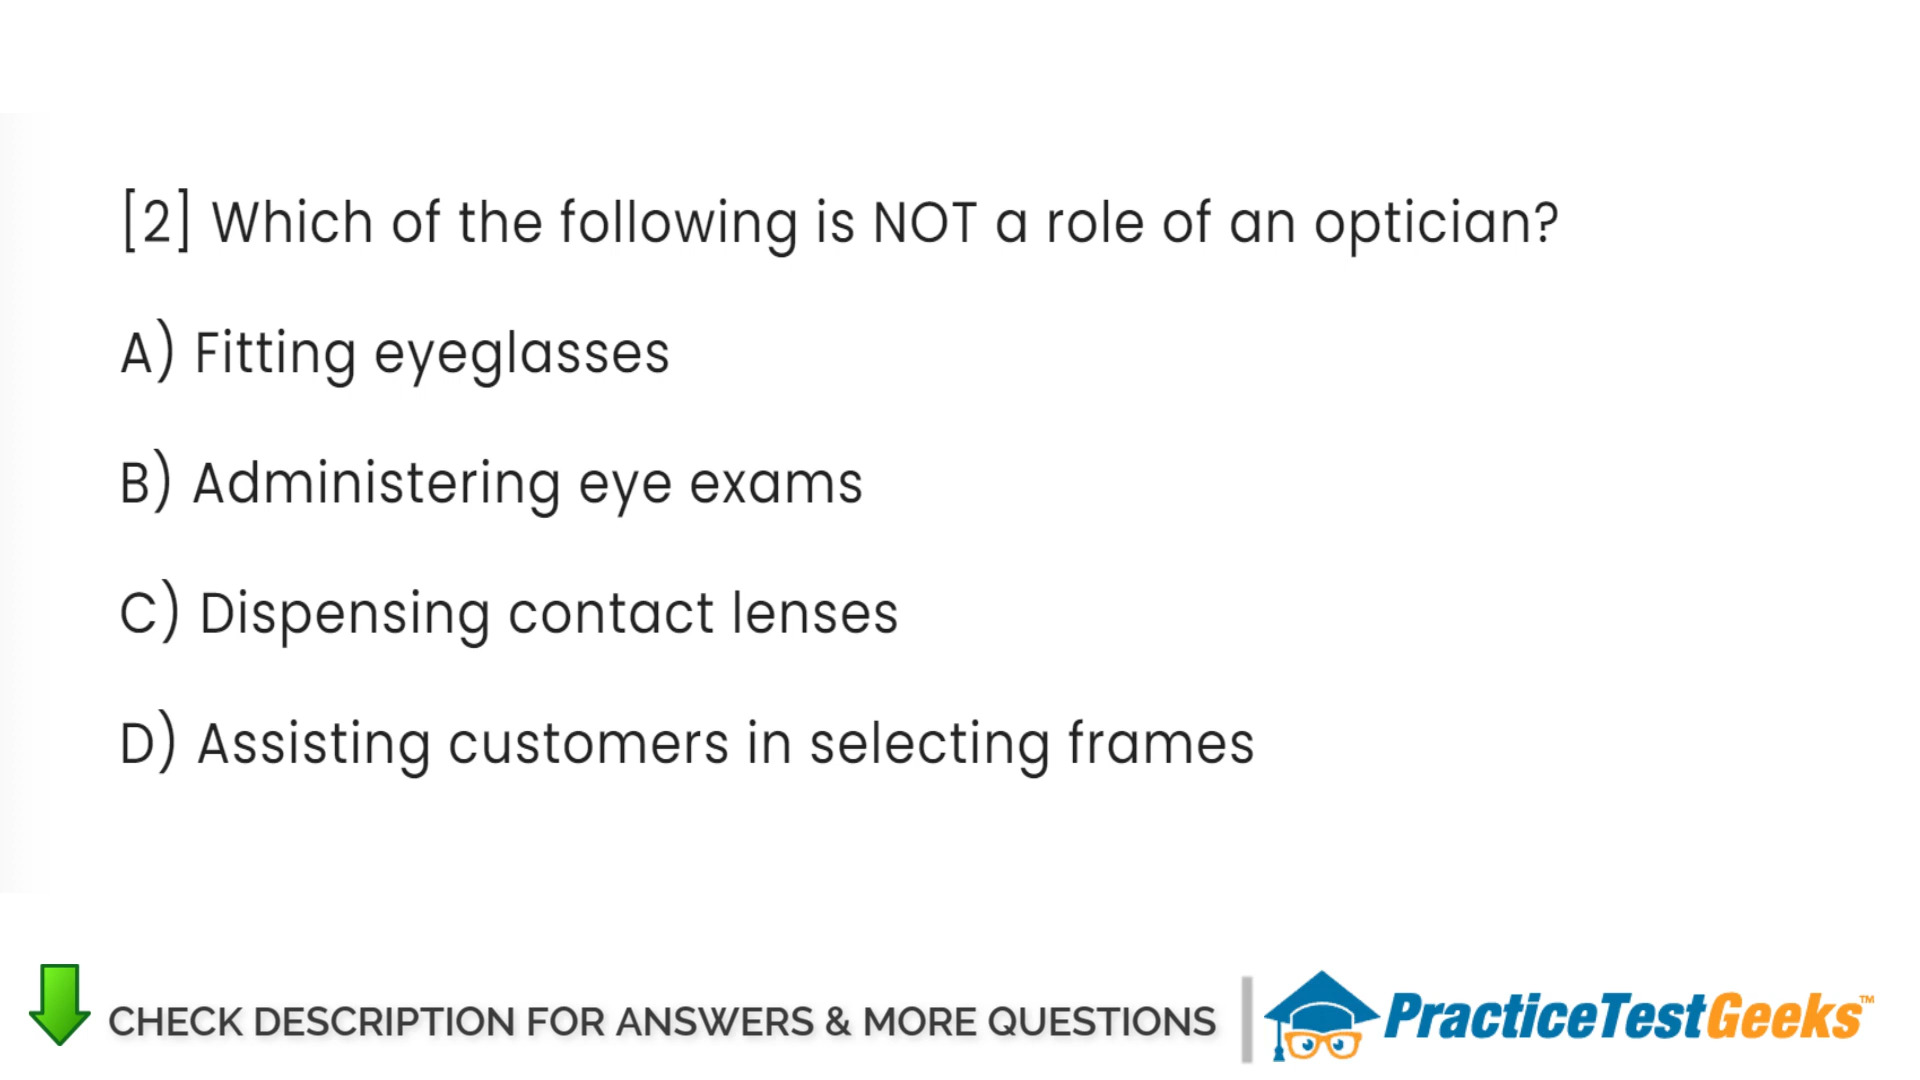 [2] Which of the following is NOT a role of an optician?
A) Fitting eyeglasses
B) Administering eye exams
C) Dispensing contact lenses
D) Assisting customers in selecting frames
CHECK DESCRIPTION FOR ANSWERS & MORE QUESTIONS
PracticeTestGeeks™